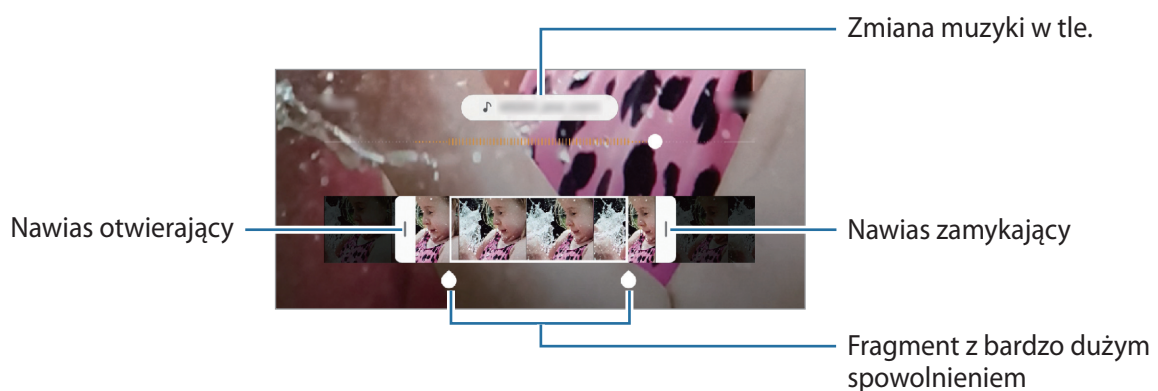 Zmiana muzyki w tle.
Nawias otwierający
Nawias zamykający
Fragment z bardzo dużym
spowolnieniem